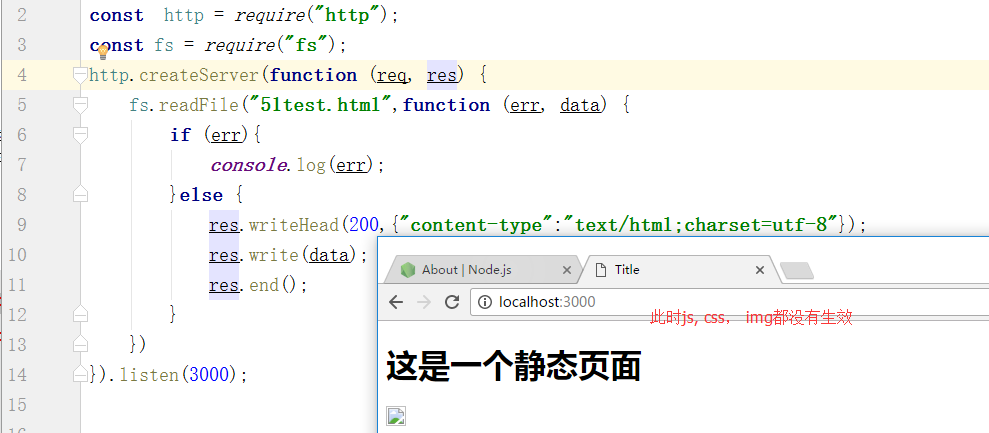 2 const http = require("http");
3 const fs = require("fs");
4 http.createServer(function (req, res) {
5 fs.readFile("51test.html",function (err, data) {
6 if (err){
7 console.log(err);
8 }else {
9 res.writeHead(200,{"content-type":"text/html;charset=utf-8"});
10 res.write(data);
11 res.end();
12 }
13 })
14 }).listen(3000);
15
About | Node.js
Title
localhost:3000
此时js, css， img都没有生效
这是一个静态页面